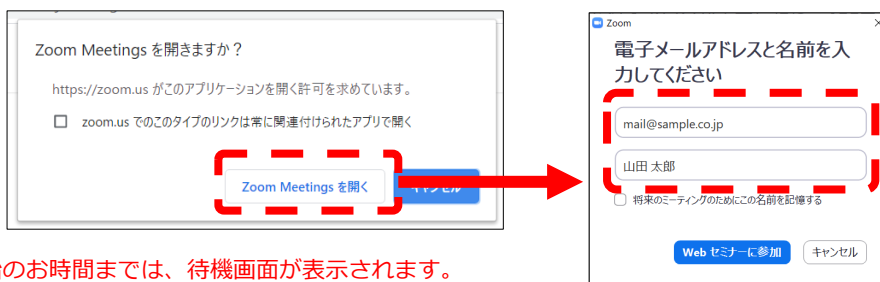 Zoom Meetings を開きますか？
https://zoom.us がこのアプリケーションを開く許可を求めています。
zoom.us でのこのタイプのリンクは常に関連付けられたアプリで開く
Zoom Meetings を開く
キャンセル
Zoom
電子メールアドレスと名前を入
力してください
mail@sample.co.jp
山田 太郎
将来のミーティングのためにこの名前を記憶する
Web セミナーに参加
キャンセル
のお時間までは、待機画面が表示されます。